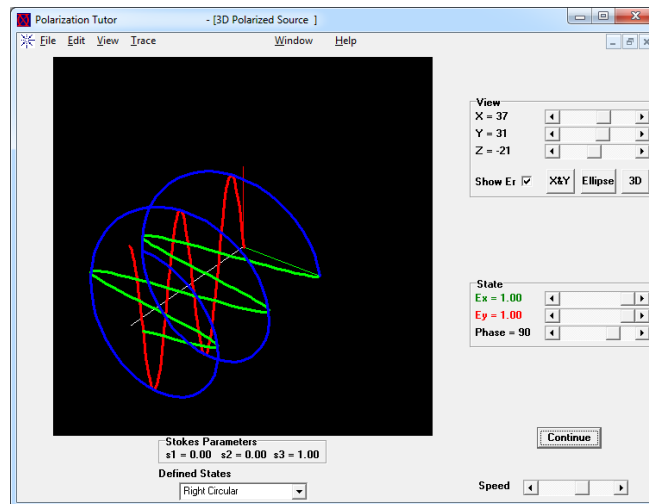 Polarization Tutor - [3D Polarized Source ]
File Edit View Trace Window Help
View
X = 37
Y = 31
Z = -21
Show Er X&Y Ellipse 3D
State
Ex = 1.00
Ey = 1.00
Phase = 90
Continue
Stokes Parameters
s1 = 0.00 s2 = 0.00 s3 = 1.00
Defined States
Right Circular
Speed